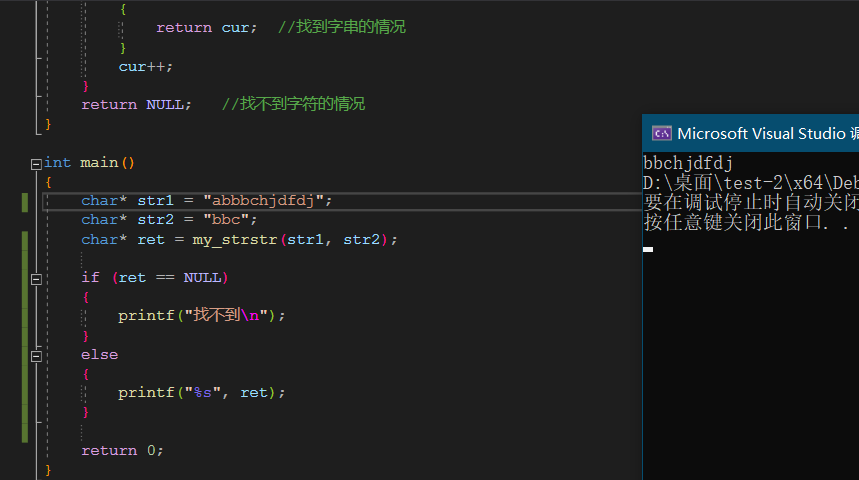 {
return cur;  //找到字串的情况
}
cur++;
}
return NULL;   //找不到字符的情况
}
int main()
{
char* str1 = "abbbchjdfdj";
char* str2 = "bbc";
char* ret = my_strstr(str1, str2);
if (ret == NULL)
{
printf("找不到\n");
}
else
{
printf("%s", ret);
}
return 0;
}
Microsoft Visual Studio 调
bbchjdfdj
D:\桌面\test-2\x64\Deb
要在调试停止时自动关闭
按任意键关闭此窗口. . .